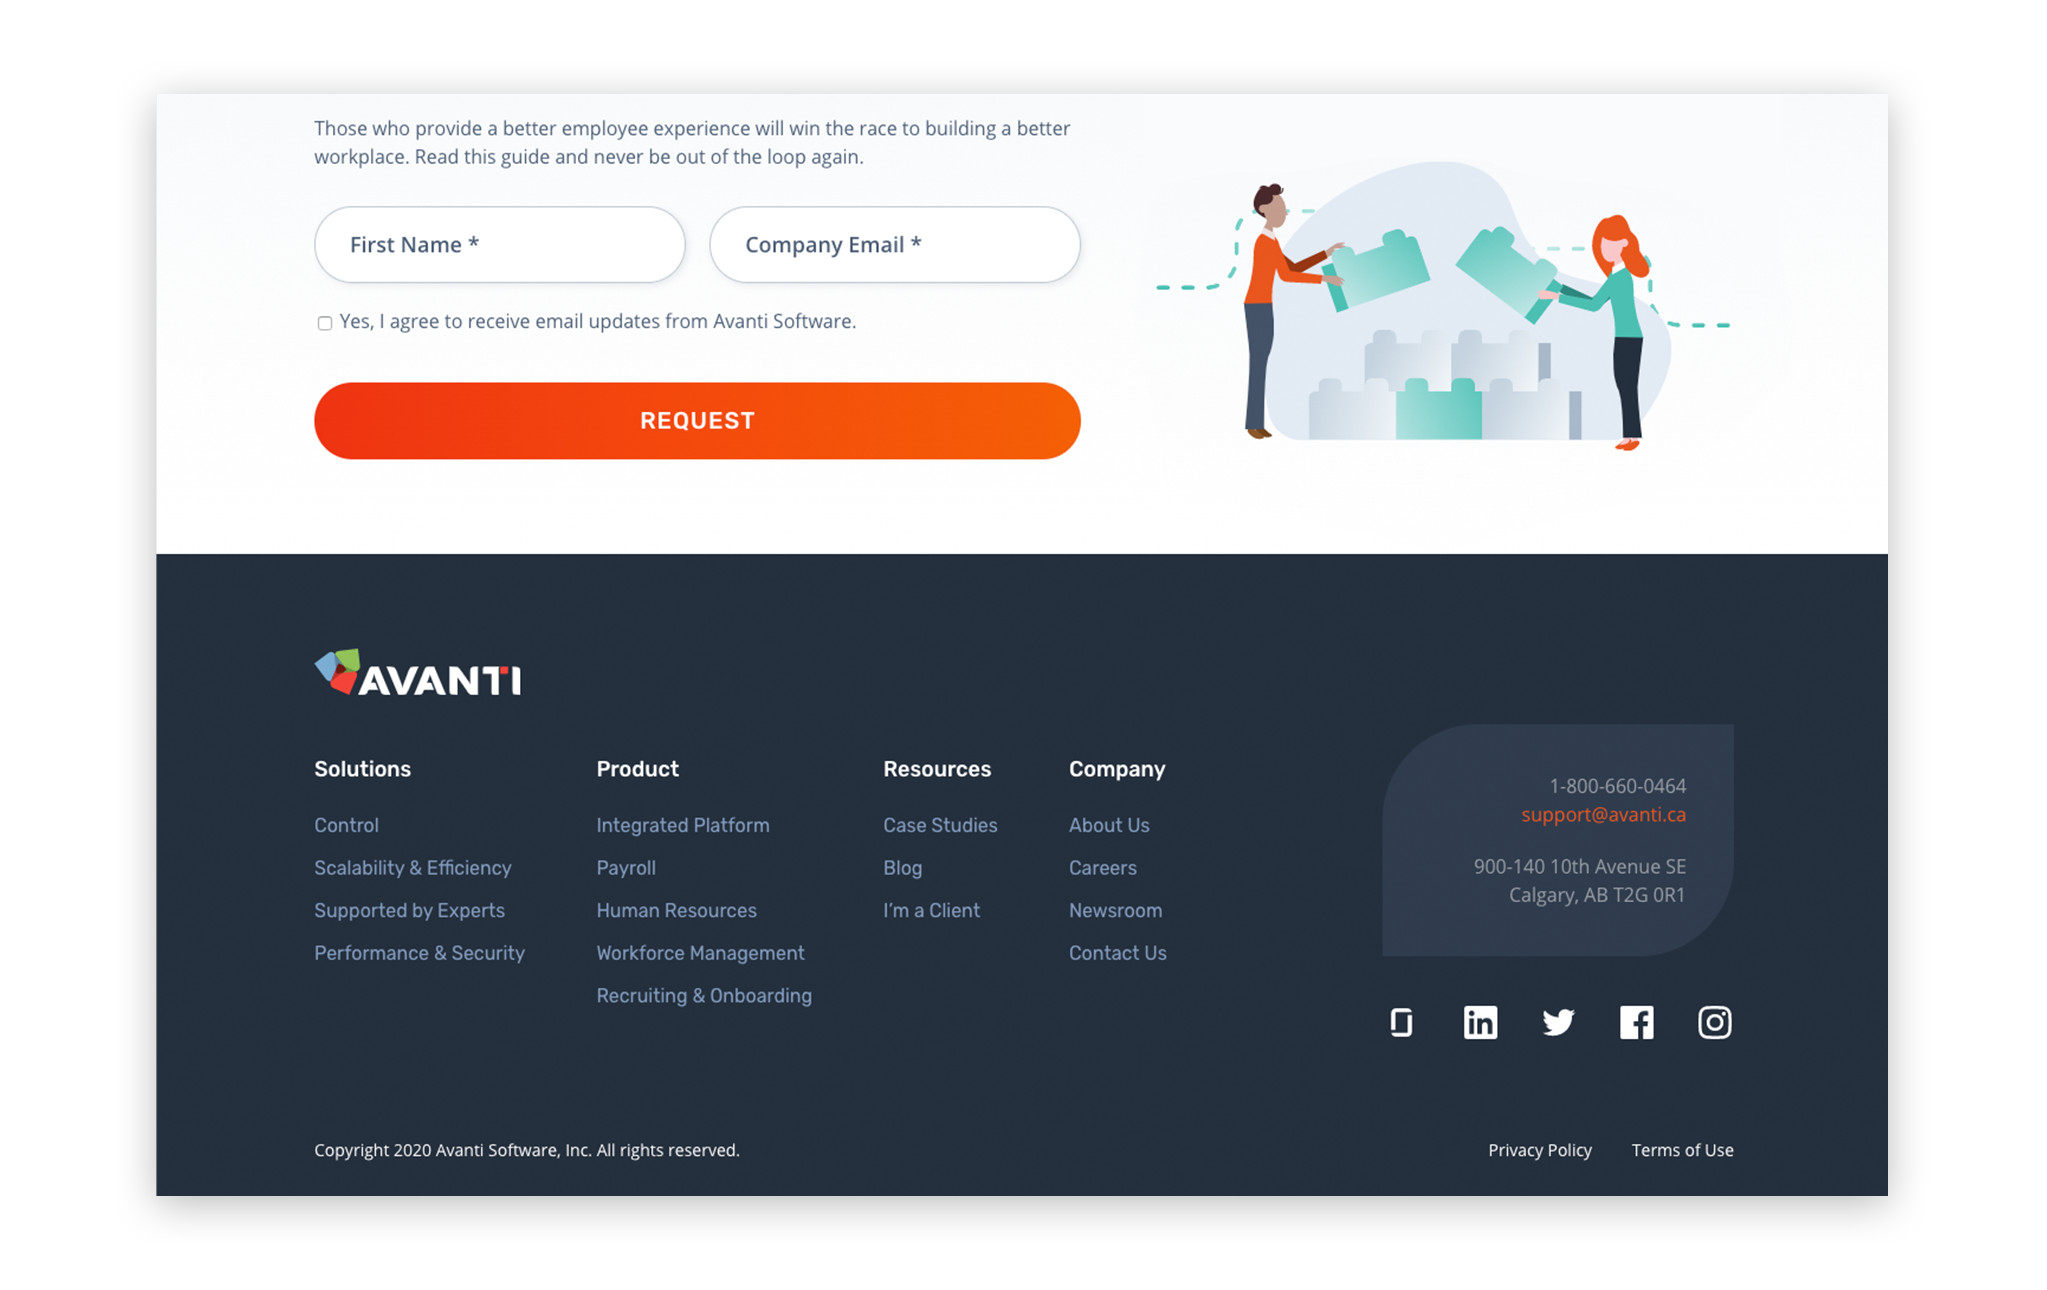 Those who provide a better employee experience will win the race to building a better
workplace. Read this guide and never be out of the loop again.
First Name *
Company Email *
Yes, I agree to receive email updates from Avanti Software.
REQUEST
AVANTI
Solutions
Control
Scalability & Efficiency
Supported by Experts
Performance & Security
Product
Integrated Platform
Payroll
Human Resources
Workforce Management
Recruiting & Onboarding
Resources
Case Studies
Blog
I'm a Client
Company
About Us
Careers
Newsroom
Contact Us
1-800-660-0464
support@avanti.ca
900-140 10th Avenue SE
Calgary, AB T2G 0R1
in
Copyright 2020 Avanti Software, Inc. All rights reserved.
Privacy Policy
Terms of Use